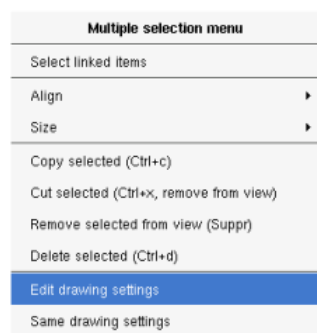 Multiple selection menu
Select linked items
Align
Size
Copy selected (Ctrl+c)
Cut selected (Ctrl+x, remove from view)
Remove selected from view (Suppr)
Delete selected (Ctrl+d)
Edit drawing settings
Same drawing settings